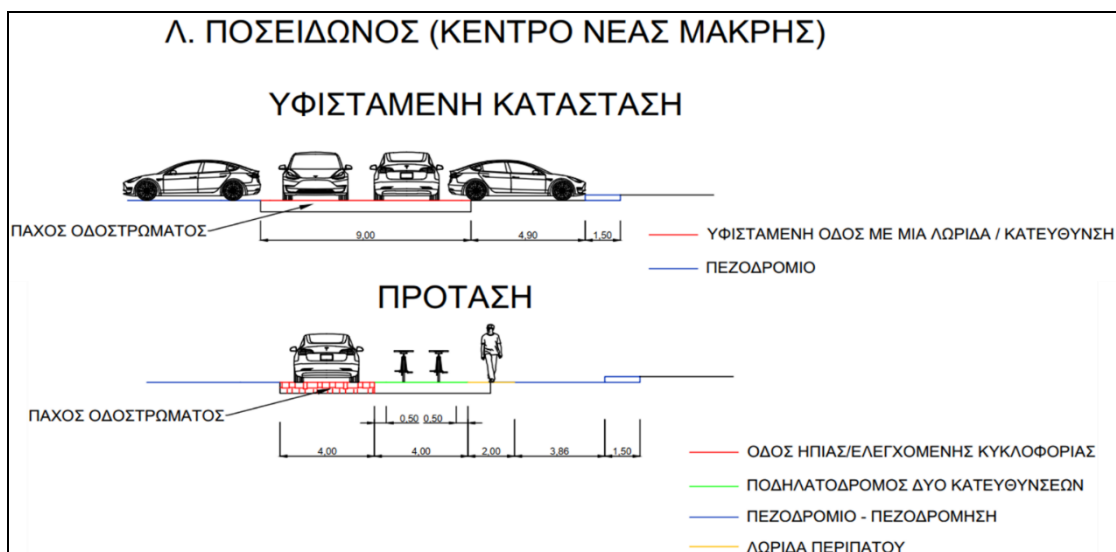 Λ. ΠΟΣΕΙΔΩΝΟΣ (ΚΕΝΤΡΟ ΝΕΑΣ ΜΑΚΡΗΣ)
ΥΦΙΣΤΑΜΕΝΗ ΚΑΤΑΣΤΑΣΗ
ΠΑΧΟΣ ΟΔΟΣΤΡΩΜΑΤΟΣ
9,00 4,90 1,50
ΥΦΙΣΤΑΜΕΝΗ ΟΔΟΣ ΜΕ ΜΙΑ ΛΩΡΙΔΑ / ΚΑΤΕΥΘΥΝΣΗ
ΠΕΖΟΔΡΟΜΙΟ
ΠΡΟΤΑΣΗ
ΠΑΧΟΣ ΟΔΟΣΤΡΩΜΑΤΟΣ
0,50 0,50
4,00 4,00 2,00 3,86 1,50
ΟΔΟΣ ΗΠΙΑΣ/ΕΛΕΓΧΟΜΕΝΗΣ ΚΥΚΛΟΦΟΡΙΑΣ
ΠΟΔΗΛΑΤΟΔΡΟΜΟΣ ΔΥΟ ΚΑΤΕΥΘΥΝΣΕΩΝ
ΠΕΖΟΔΡΟΜΙΟ - ΠΕΖΟΔΡΟΜΗΣΗ
ΛΩΡΙΔΑ ΠΕΡΙΠΑΤΟΥ